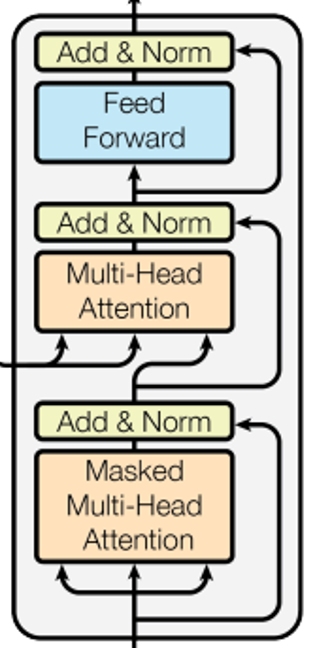 Add & Norm
Feed
Forward
Add & Norm
Multi-Head
Attention
Add & Norm
Masked
Multi-Head
Attention